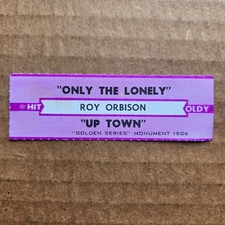 "ONLY THE LONELY"
HIT ROY ORBISON OLDY
"UP TOWN"
"GOLDEN SERIES" MONUMENT 1906